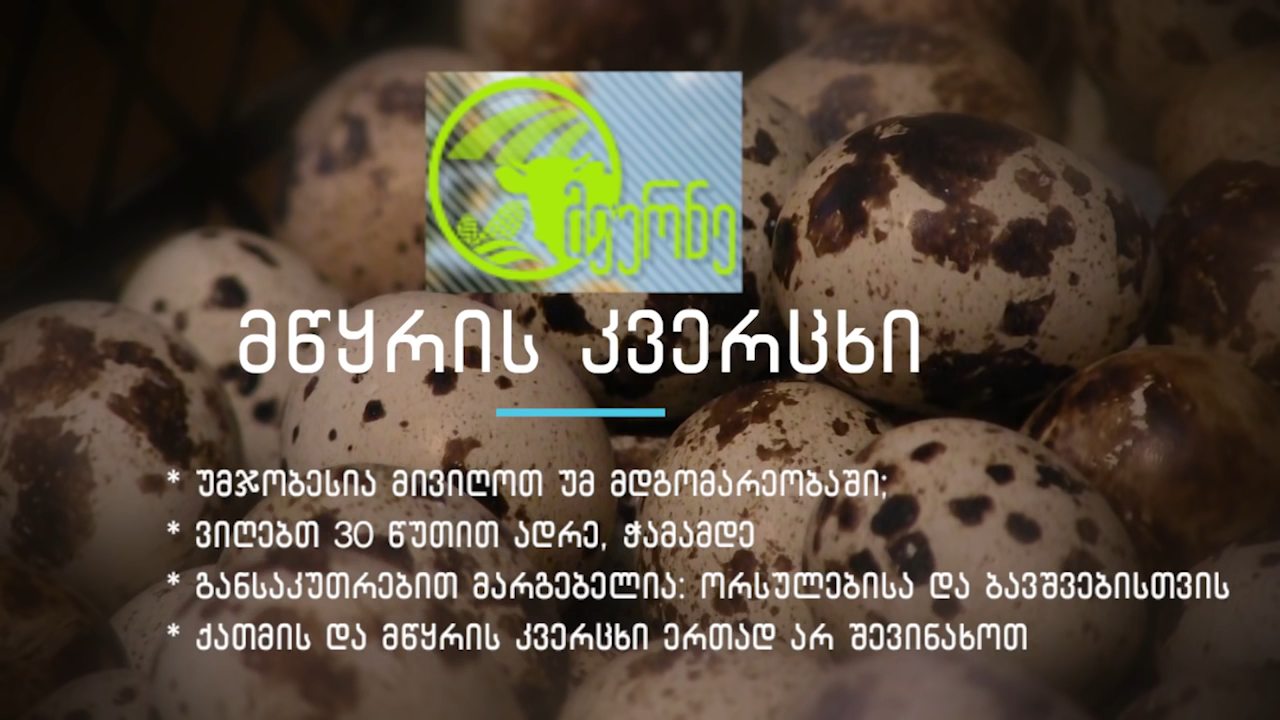 მწყრის კვერცხი
* უმჯობესია მივიღოთ უმ მდგომარეობაში;
* ვიღებთ 30 წუთით ადრე, ჭამამდე
* განსაკუთრებით მარგებელია: ორსულებისა და ბავშვებისთვის
* ქათმის და მწყრის კვერცხი ერთად არ შევინახოთ